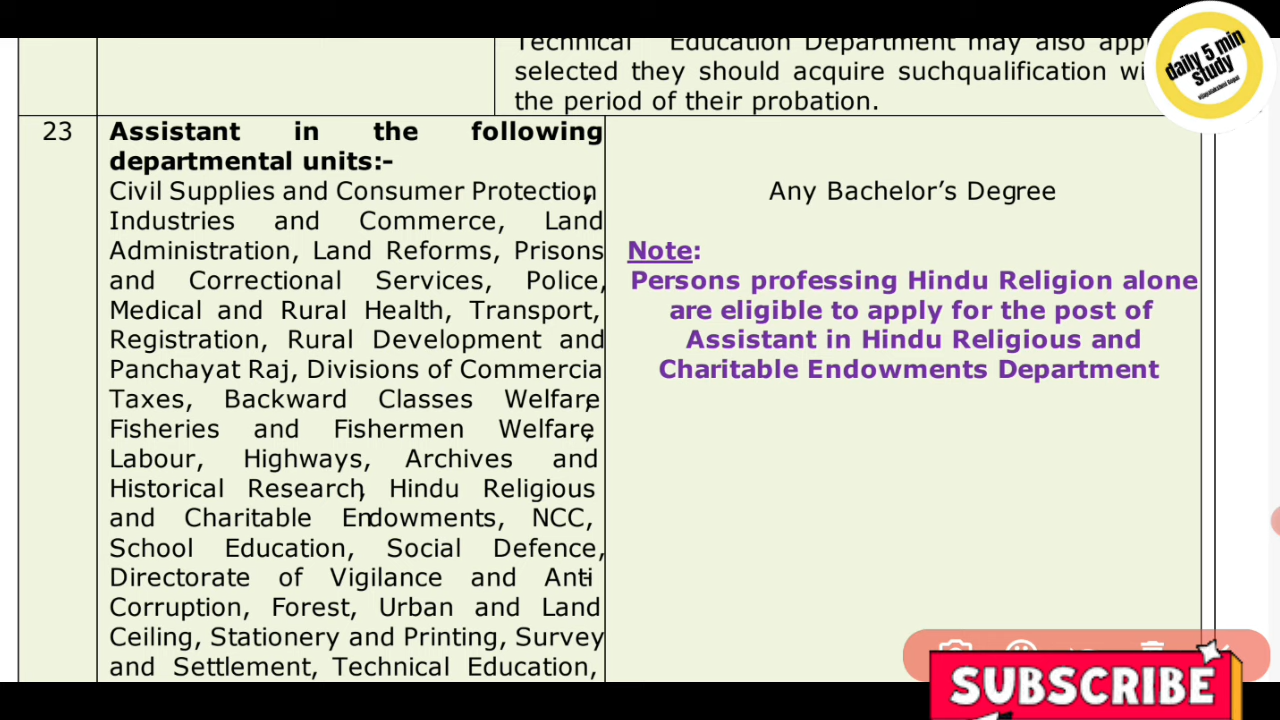 Technical Education Department may also
selected they should acquire suchqualification
the period of their probation.
daily 5 min
study
23
Assistant in the following
departmental units:-
Civil Supplies and Consumer Protection,
Industries and Commerce, Land
Administration, Land Reforms, Prisons
and Correctional Services, Police,
Medical and Rural Health, Transport,
Registration, Rural Development and
Panchayat Raj, Divisions of Commercia
Taxes, Backward Classes Welfare,
Fisheries and Fishermen Welfare,
Labour, Highways, Archives and
Historical Research, Hindu Religious
and Charitable Endowments, NCC,
School Education, Social Defence,
Directorate of Vigilance and Anti-
Corruption, Forest, Urban and Land
Ceiling, Stationery and Printing, Survey
and Settlement, Technical Education,
Any Bachelor’s Degree
Note:
Persons professing Hindu Religion alone
are eligible to apply for the post of
Assistant in Hindu Religious and
Charitable Endowments Department
SUBSCRIBE